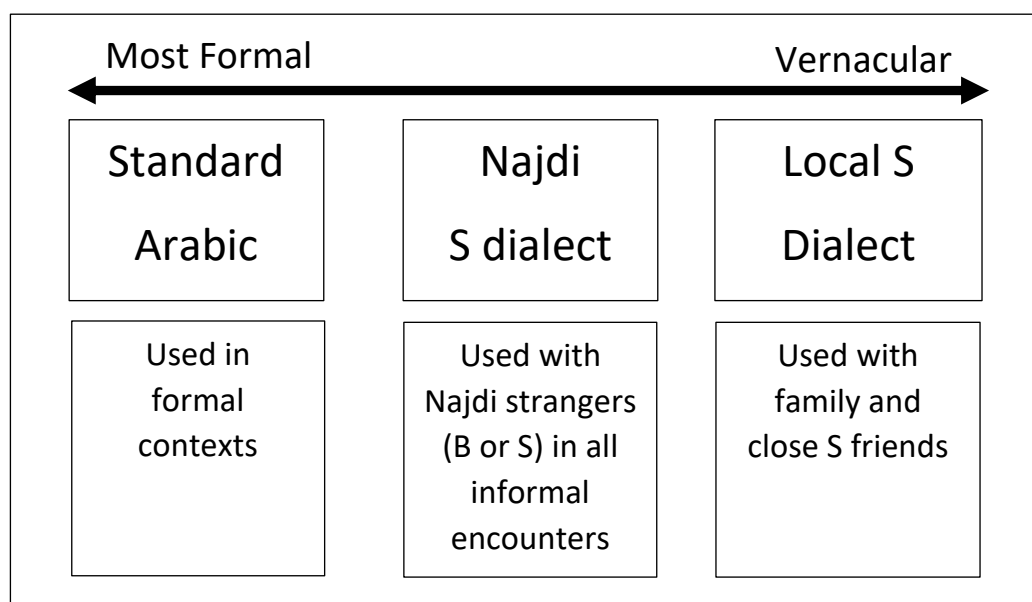 Most Formal
Vernacular
Standard
Arabic
Najdi
S dialect
Local S
Dialect
Used in
formal
contexts
Used with
Najdi strangers
(B or S) in all
informal
encounters
Used with
family and
close S friends